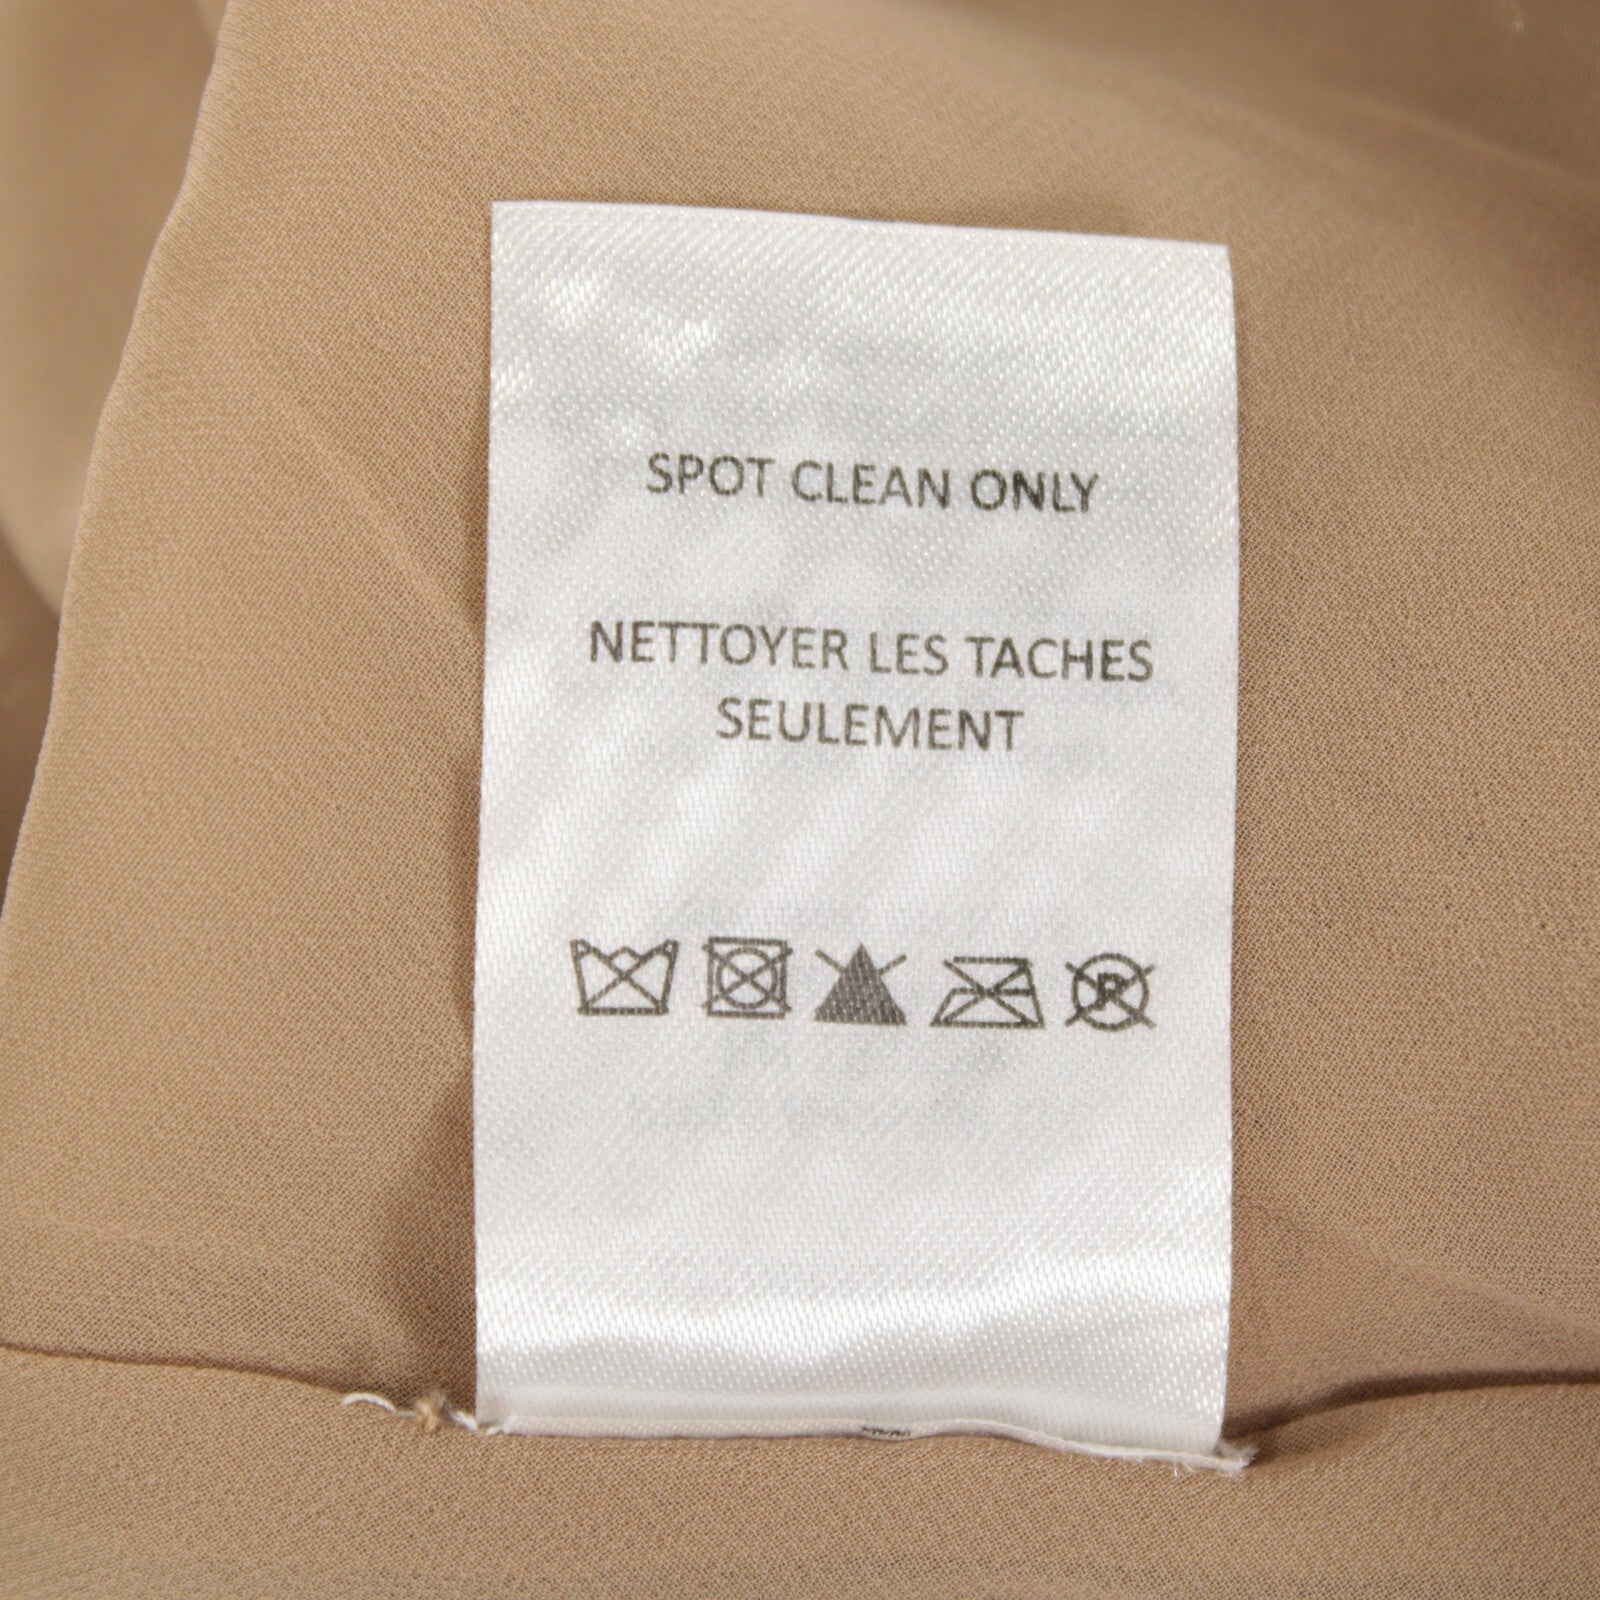 SPOT CLEAN ONLY
NETTOYER LES TACHES
SEULEMENT
R